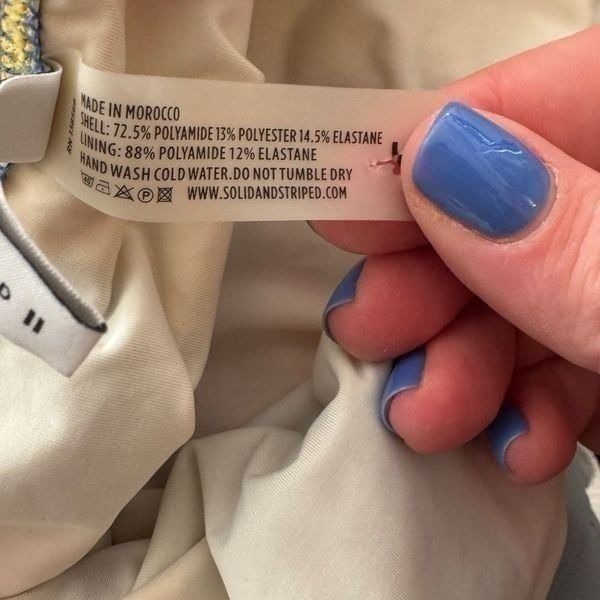 MADE IN MOROCCO
SHELL: 72.5% POLYAMIDE 13% POLYESTER 14.5% ELASTANE
LINING: 88% POLYAMIDE 12% ELASTANE
HAND WASH COLD WATER.DO NOT TUMBLE DRY
WWW.SOLIDANDSTRIPED.COM